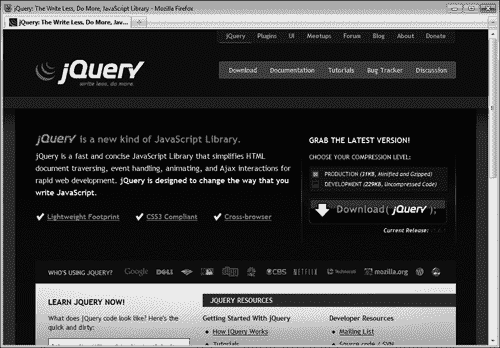 jQuery: The Write Less, Do More, JavaScript Library - Mozilla Firefox
jQuery: The Write Less, Do More, Jav...
jQuery Plugins UI Meetups Forum Blog About Donate
jQuery
write less, do more.
Download Documentation Tutorials Bug Tracker Discussion
jQuery is a new kind of JavaScript Library.
jQuery is a fast and concise JavaScript Library that simplifies HTML
document traversing, event handling, animating, and Ajax interactions for
rapid web development. jQuery is designed to change the way that you
write JavaScript.
Lightweight Footprint CSS3 Compliant Cross-browser
GRAB THE LATEST VERSION!
CHOOSE YOUR COMPRESSION LEVEL:
PRODUCTION (31KB, Minified and Gzipped)
DEVELOPMENT (229KB, Uncompressed Code)
Download( jQuery );
Current Release:
WHO'S USING JQUERY? Google DELL CBS NETFLIX Technorati mozilla.org
LEARN JQUERY NOW!
What does jQuery code look like? Here's the
quick and dirty:
JQUERY RESOURCES
Getting Started With jQuery
How jQuery Works
Tutorials
Developer Resources
Mailing List
Source code / SVN